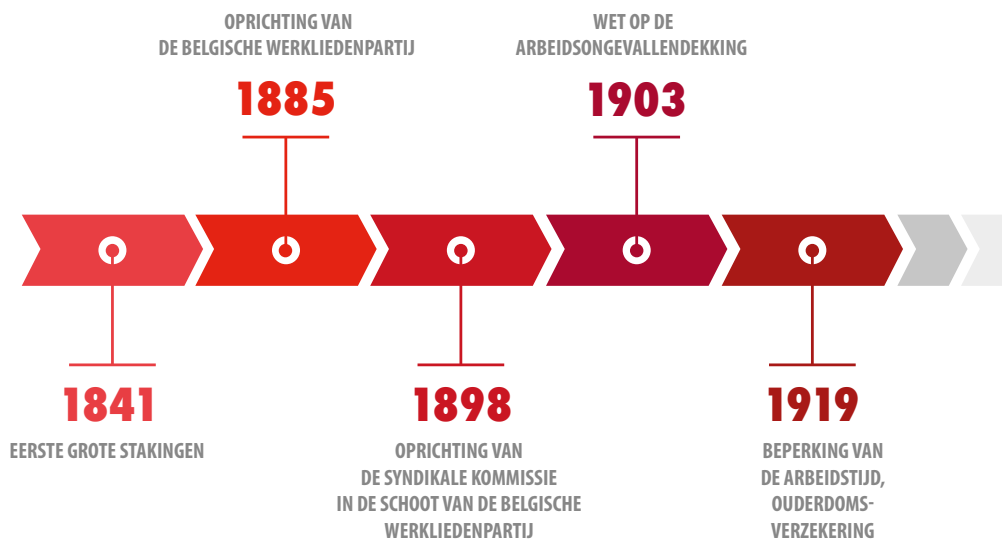 OPRICHTING VAN
DE BELGISCHE WERKLIEDENPARTIJ
1885
WET OP DE
ARBEIDSONGEVALLENDEKKING
1903
1841
EERSTE GROTE STAKINGEN
1898
OPRICHTING VAN
DE SYNDIKALE KOMMISSIE
IN DE SCHOOT VAN DE BELGISCHE
WERKLIEDENPARTIJ
1919
BEPERKING VAN
DE ARBEIDSTIJD,
OUDERDOMS-
VERZEKERING